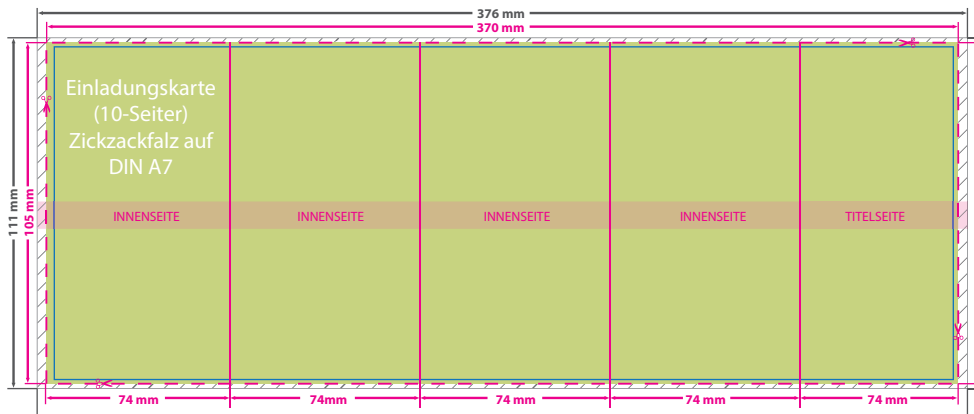 376 mm
370 mm
Einladungskarte
(10-Seiter)
Zickzackfalz auf
DIN A7
111 mm
105 mm
INNENSEITE
INNENSEITE
INNENSEITE
INNENSEITE
TITELSEITE
74 mm
74mm
74 mm
74 mm
74 mm